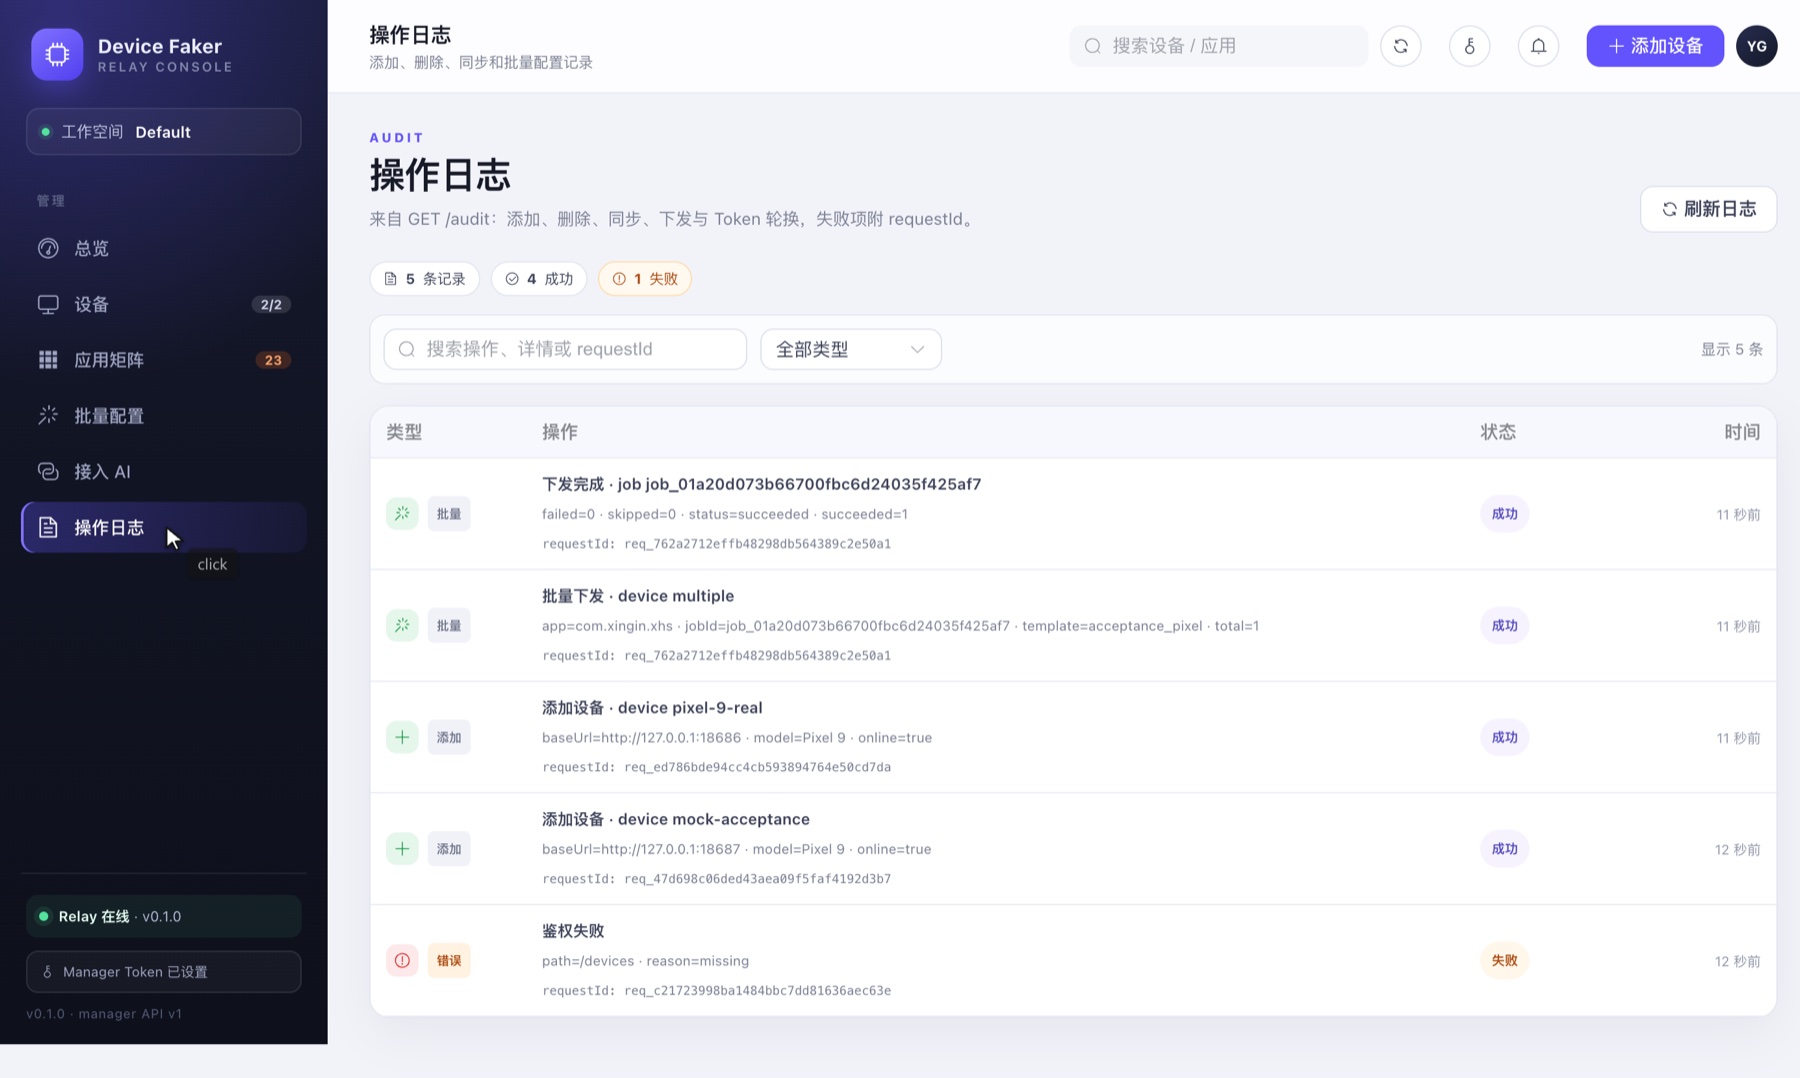 Device Faker
RELAY CONSOLE
工作空间 Default
管理
总览
设备 2/2
应用矩阵 23
批量配置
接入 AI
操作日志
click
Relay 在线 · v0.1.0
Manager Token 已设置
v0.1.0 · manager API v1
操作日志
添加、删除、同步和批量配置记录
搜索设备 / 应用
添加设备
YG
AUDIT
操作日志
来自 GET /audit：添加、删除、同步、下发与 Token 轮换，失败项附 requestId。
刷新日志
5 条记录
4 成功
1 失败
搜索操作、详情或 requestId
全部类型
显示 5 条
类型 操作 状态 时间
批量
下发完成 · job job_01a20d073b66700fbc6d24035f425af7
failed=0 · skipped=0 · status=succeeded · succeeded=1
requestId: req_762a2712effb48298db564389c2e50a1
成功
11 秒前
批量
批量下发 · device multiple
app=com.xingin.xhs · jobId=job_01a20d073b66700fbc6d24035f425af7 · template=acceptance_pixel · total=1
requestId: req_762a2712effb48298db564389c2e50a1
成功
11 秒前
添加
添加设备 · device pixel-9-real
baseUrl=http://127.0.0.1:18686 · model=Pixel 9 · online=true
requestId: req_ed786bde94cc4cb593894764e50cd7da
成功
11 秒前
添加
添加设备 · device mock-acceptance
baseUrl=http://127.0.0.1:18687 · model=Pixel 9 · online=true
requestId: req_47d698c06ded43aea09f5faf4192d3b7
成功
12 秒前
错误
鉴权失败
path=/devices · reason=missing
requestId: req_c21723998ba1484bbc7dd81636aec63e
失败
12 秒前